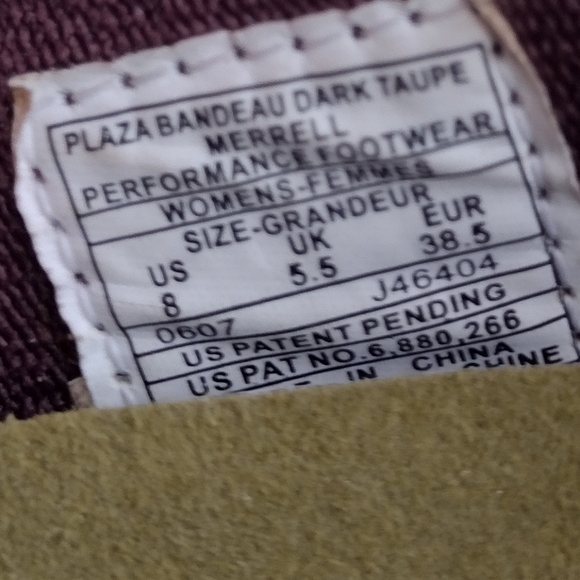 PLAZA BANDEAU DARK TAUPE
MERRELL
PERFORMANCE FOOTWEAR
WOMENS-FEMMES
SIZE-GRANDEUR
US UK EUR
8 5.5 38.5
0607 J46404
US PATENT PENDING
US PAT NO.6,880,266
IN CHINA